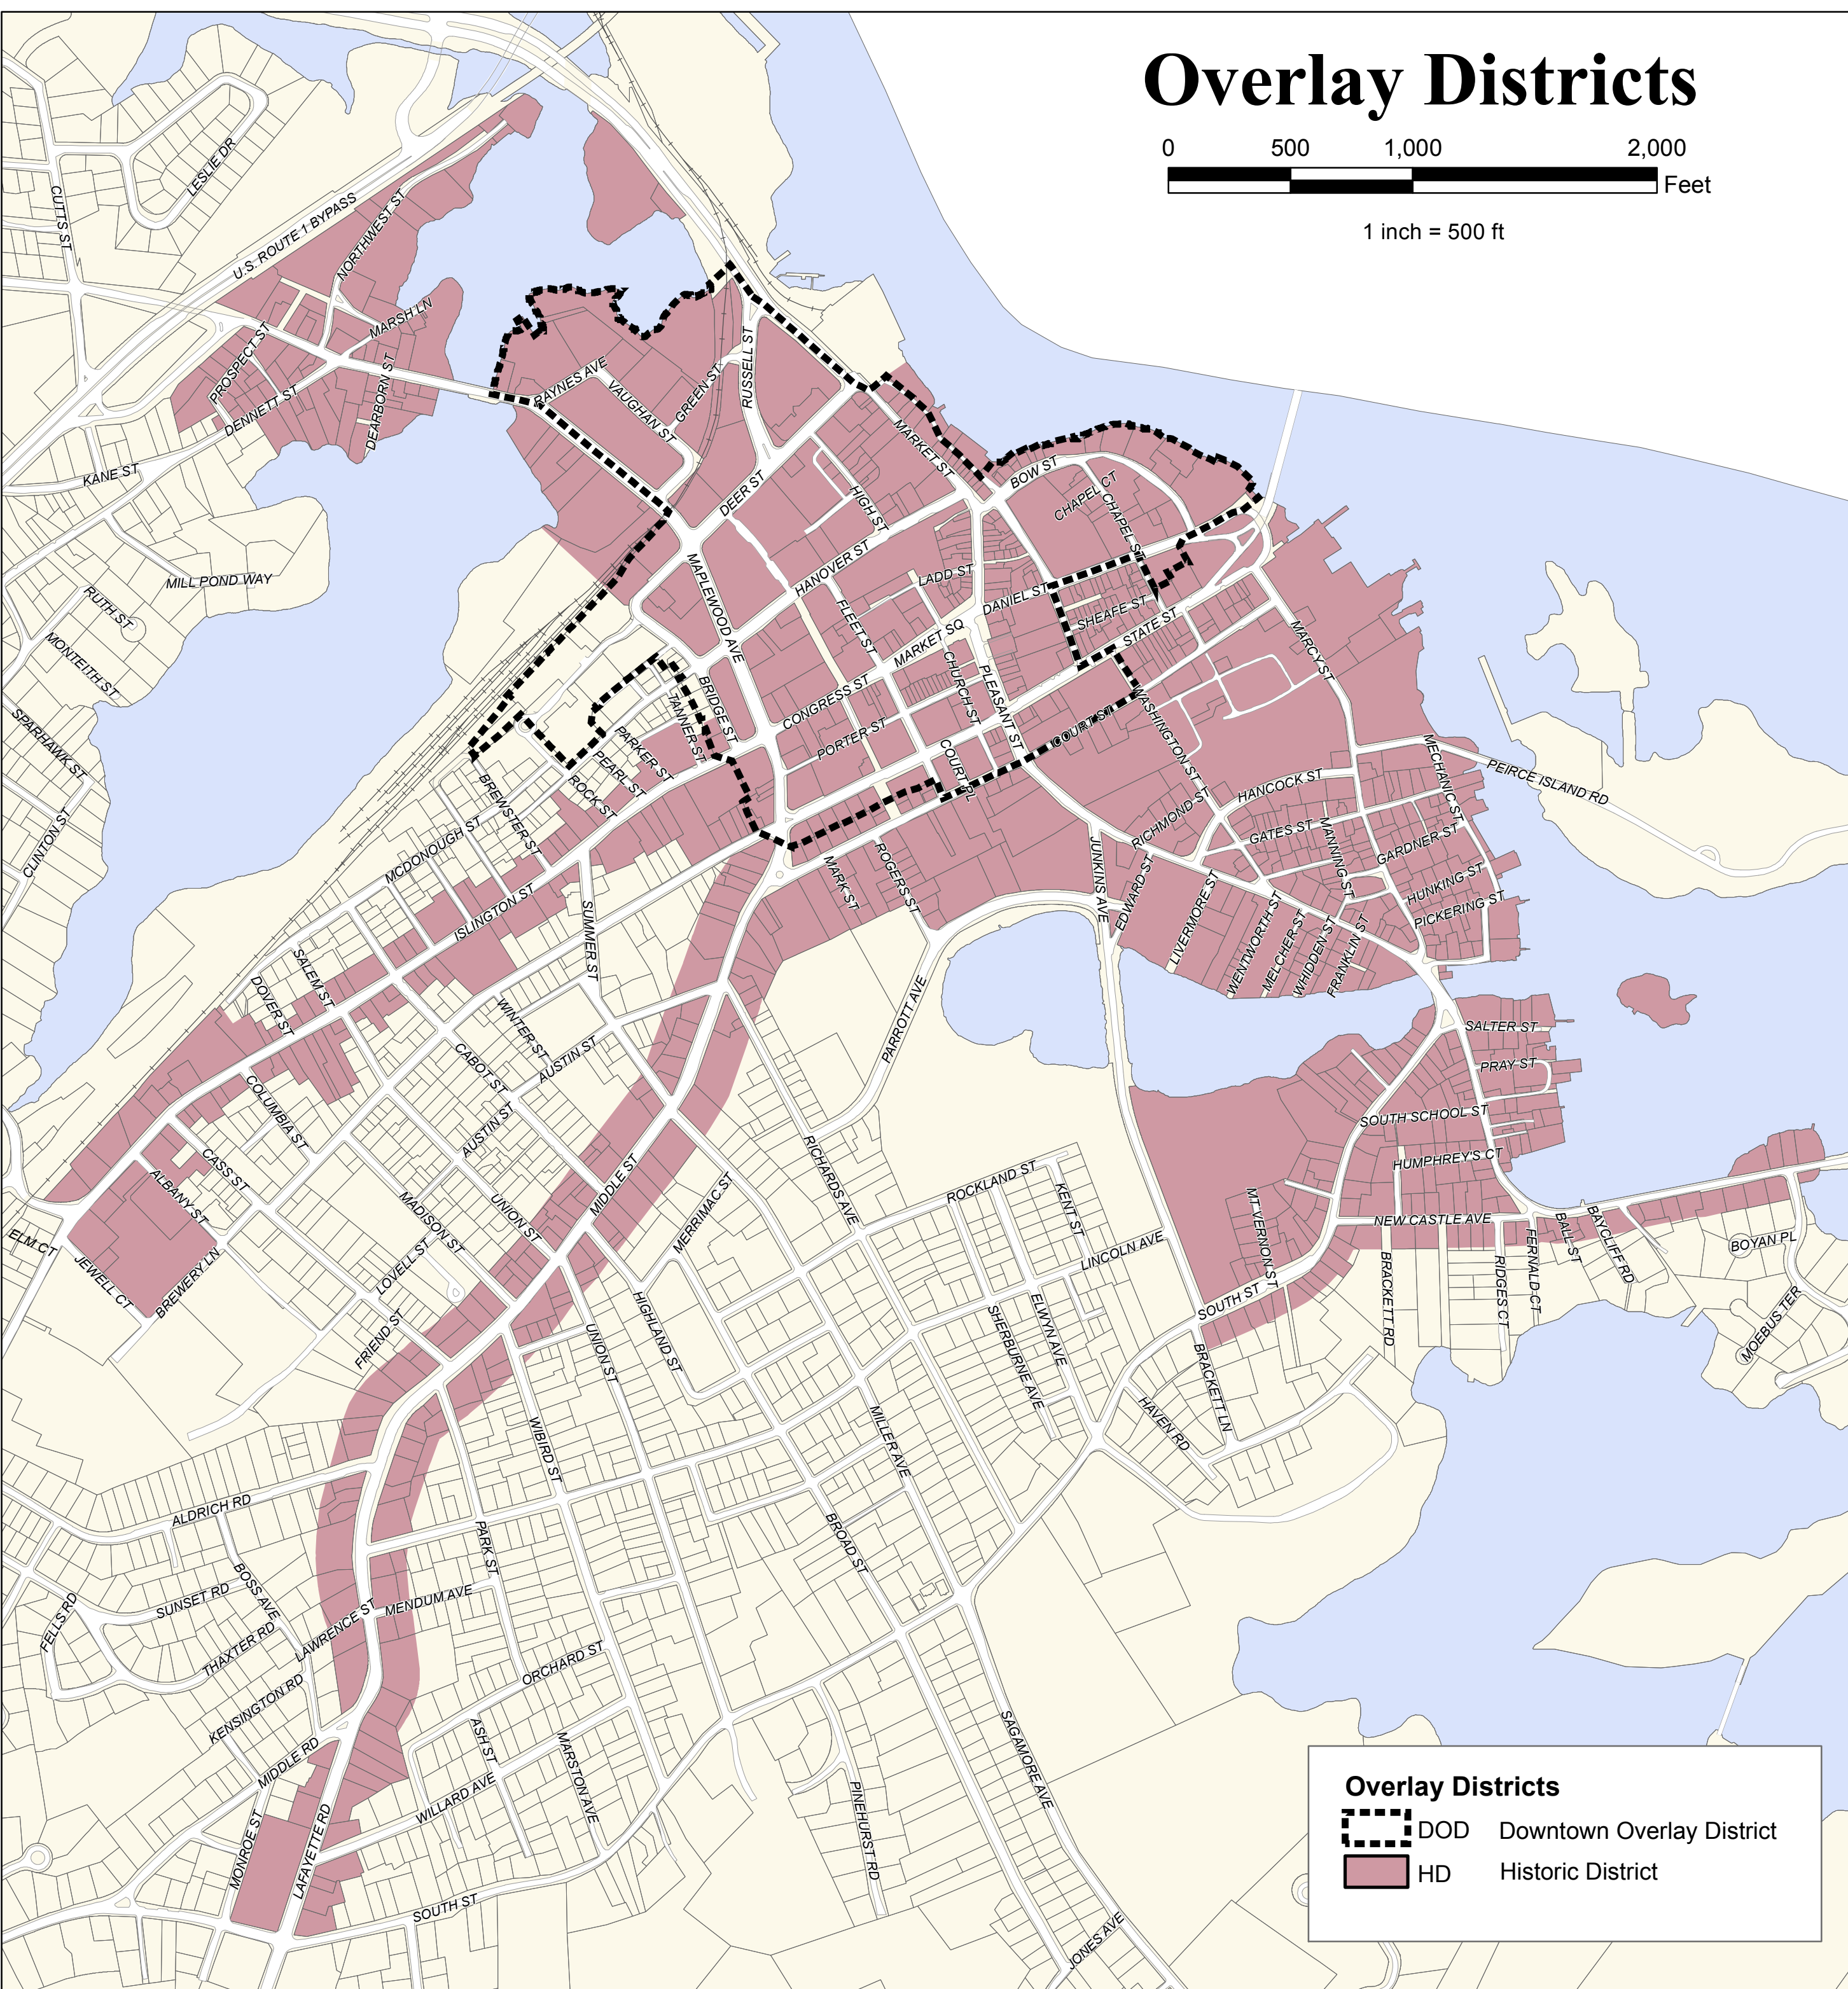 Overlay Districts
0 500 1,000 2,000
Feet
1 inch = 500 ft
LESLIE DR
CUTTS ST
U.S. ROUTE 1 BYPASS
NORTHWEST ST
MARSH LN
PROSPECT ST
DENNETT ST
DEARBORN ST
KANE ST
MILL POND WAY
RUTH ST
MONTEITH ST
SPARHAWK ST
CLINTON ST
RAYNES AVE
VAUGHAN ST
GREEN ST
RUSSELL ST
DEER ST
MARKET ST
HIGH ST
BOW ST
CHAPEL CT
CHAPEL ST
HANOVER ST
MAPLEWOOD AVE
LADD ST
DANIEL ST
SHEAFE ST
STATE ST
FLEET ST
MARKET SQ
CHURCH ST
PLEASANT ST
MARCY ST
BRIDGE ST
TANNER ST
CONGRESS ST
PORTER ST
COURT ST
COURT PL
WASHINGTON ST
PARKER ST
PEARL ST
ROCK ST
BREWSTER ST
MCDONOUGH ST
ISLINGTON ST
SUMMER ST
MARK ST
ROGERS ST
JUNKINS AVE
RICHMOND ST
EDWARD ST
HANCOCK ST
GATES ST
MANNING ST
GARDNER ST
MECHANIC ST
PEIRCE ISLAND RD
HUNKING ST
PICKERING ST
LIVERMORE ST
WENTWORTH ST
MELCHER ST
WHIDDEN ST
FRANKLIN ST
SALTER ST
PRAY ST
SOUTH SCHOOL ST
HUMPHREY'S CT
NEW CASTLE AVE
MT VERNON ST
SALEM ST
DOVER ST
WINTER ST
AUSTIN ST
CABOT ST
AUSTIN ST
COLUMBIA ST
CASS ST
ALBANY ST
MADISON ST
UNION ST
MIDDLE ST
PARROTT AVE
RICHARDS AVE
MERRIMAC ST
ROCKLAND ST
KENT ST
LINCOLN AVE
ELM CT
JEWELL CT
BREWERY LN
LOVELL ST
FRIEND ST
HIGHLAND ST
UNION ST
SHERBURNE AVE
ELWYN AVE
SOUTH ST
BRACKETT LN
BRACKETT RD
RIDGES CT
FERNALD CT
BALL ST
BAYCLIFF RD
BOYAN PL
MOEBUS TER
HAVEN RD
WIBIRD ST
MILLER AVE
BROAD ST
PARK ST
ALDRICH RD
BOSS AVE
SUNSET RD
THAXTER RD
FELLS RD
LAWRENCE ST
MENDUM AVE
KENSINGTON RD
ORCHARD ST
MIDDLE RD
ASH ST
MARSTON AVE
WILLARD AVE
MONROE ST
LAFAYETTE RD
SOUTH ST
PINEHURST RD
SAGAMORE AVE
JONES AVE
Overlay Districts
DOD Downtown Overlay District
HD Historic District